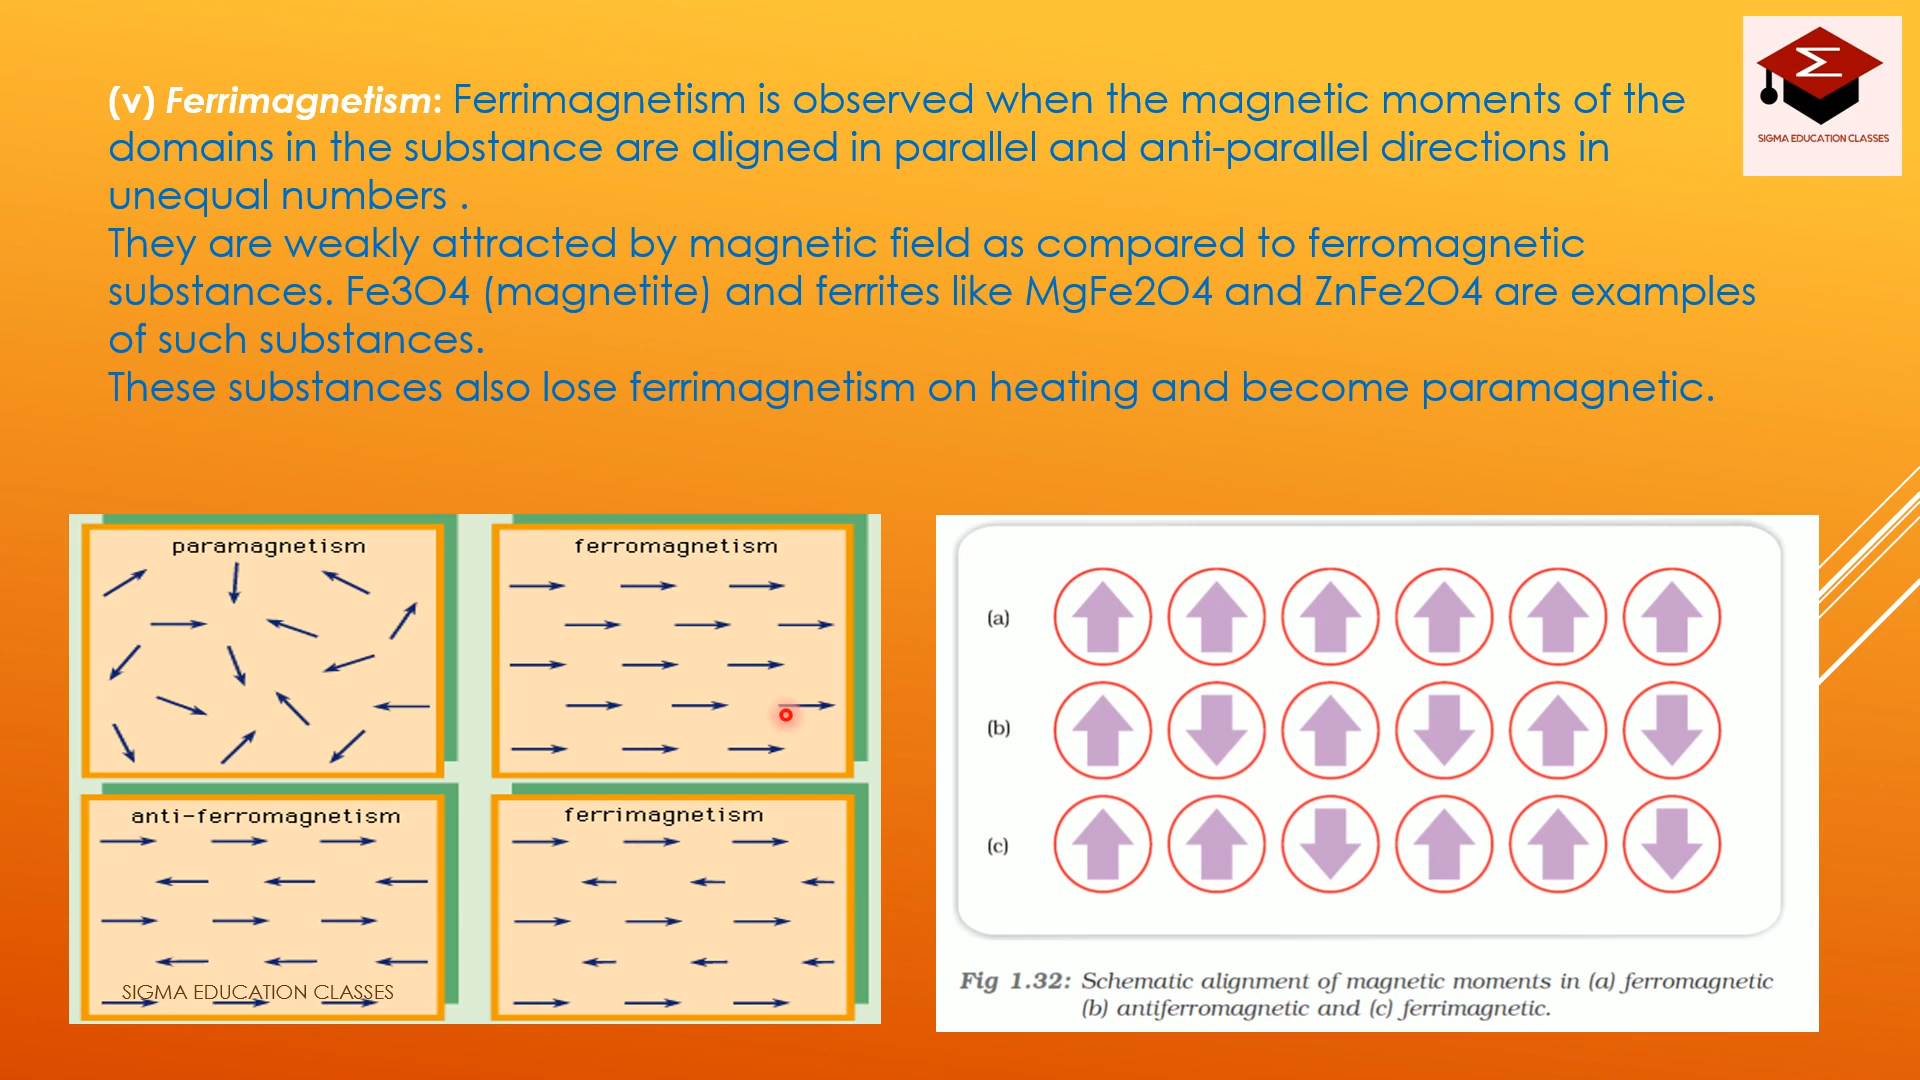 (v) Ferrimagnetism: Ferrimagnetism is observed when the magnetic moments of the
domains in the substance are aligned in parallel and anti-parallel directions in
unequal numbers .
They are weakly attracted by magnetic field as compared to ferromagnetic
substances. Fe3O4 (magnetite) and ferrites like MgFe2O4 and ZnFe2O4 are examples
of such substances.
These substances also lose ferrimagnetism on heating and become paramagnetic.
Σ
SIGMA EDUCATION CLASSES
paramagnetism
ferromagnetism
anti-ferromagnetism
ferrimagnetism
SIGMA EDUCATION CLASSES
(a)
(b)
(c)
Fig 1.32: Schematic alignment of magnetic moments in (a) ferromagnetic
(b) antiferromagnetic and (c) ferrimagnetic.